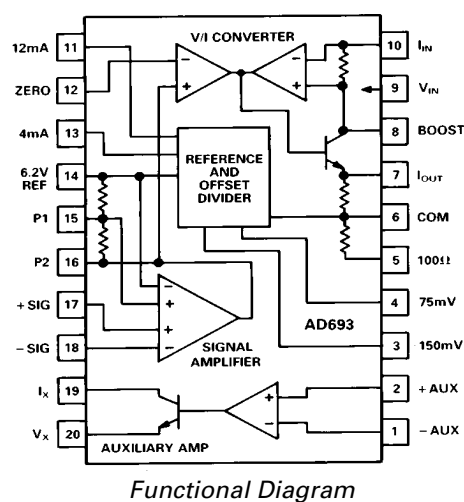 V/I CONVERTER
12mA 11
ZERO 12
4mA 13
6.2V REF 14
P1 15
P2 16
+SIG 17
−SIG 18
IX 19
VX 20
10 IIN
9 VIN
8 BOOST
7 IOUT
6 COM
5 100Ω
4 75mV
3 150mV
2 +AUX
1 −AUX
− +
− +
REFERENCE
AND
OFFSET
DIVIDER
−
+
+
−
SIGNAL
AMPLIFIER
AD693
+
−
AUXILIARY AMP
Functional Diagram